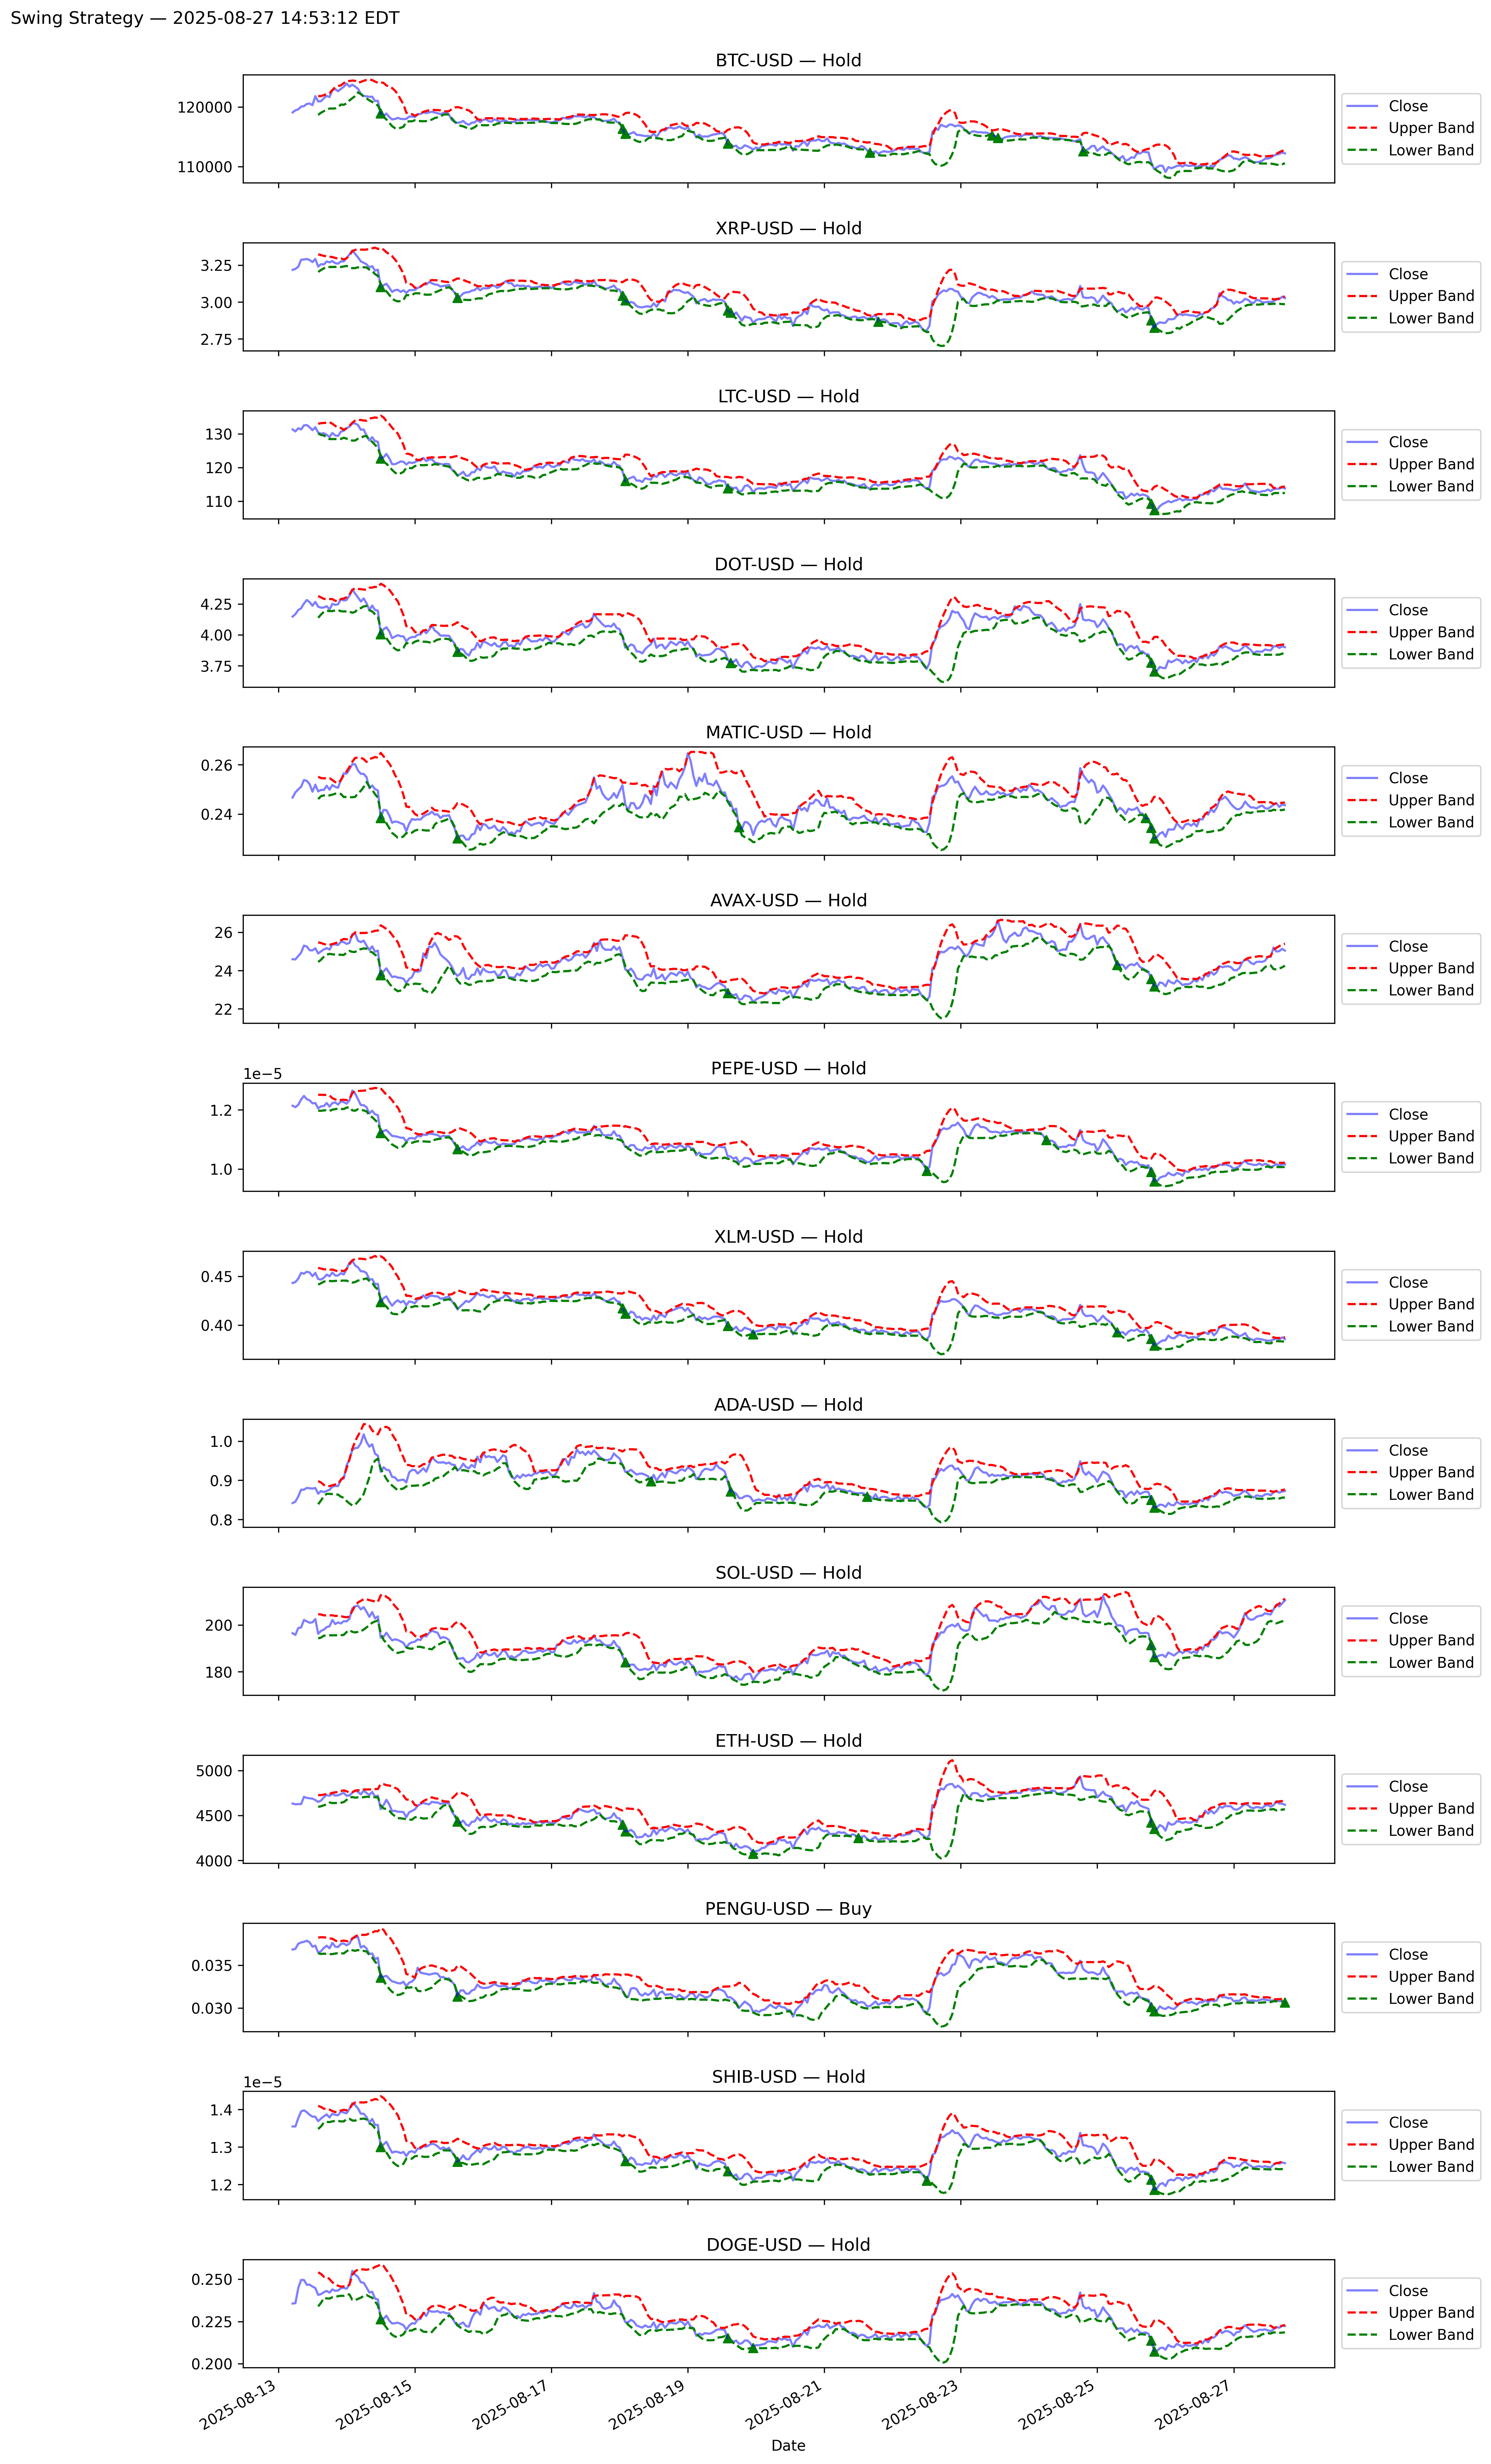 Swing Strategy — 2025-08-27 14:53:12 EDT
BTC-USD — Hold
120000
110000
Close
Upper Band
Lower Band
XRP-USD — Hold
3.25
3.00
2.75
Close
Upper Band
Lower Band
LTC-USD — Hold
130
120
110
Close
Upper Band
Lower Band
DOT-USD — Hold
4.25
4.00
3.75
Close
Upper Band
Lower Band
MATIC-USD — Hold
0.26
0.24
Close
Upper Band
Lower Band
AVAX-USD — Hold
26
24
22
Close
Upper Band
Lower Band
PEPE-USD — Hold
1e−5
1.2
1.0
Close
Upper Band
Lower Band
XLM-USD — Hold
0.45
0.40
Close
Upper Band
Lower Band
ADA-USD — Hold
1.0
0.9
0.8
Close
Upper Band
Lower Band
SOL-USD — Hold
200
180
Close
Upper Band
Lower Band
ETH-USD — Hold
5000
4500
4000
Close
Upper Band
Lower Band
PENGU-USD — Buy
0.035
0.030
Close
Upper Band
Lower Band
SHIB-USD — Hold
1e−5
1.4
1.3
1.2
Close
Upper Band
Lower Band
DOGE-USD — Hold
0.250
0.225
0.200
Close
Upper Band
Lower Band
2025-08-13
2025-08-15
2025-08-17
2025-08-19
2025-08-21
2025-08-23
2025-08-25
2025-08-27
Date